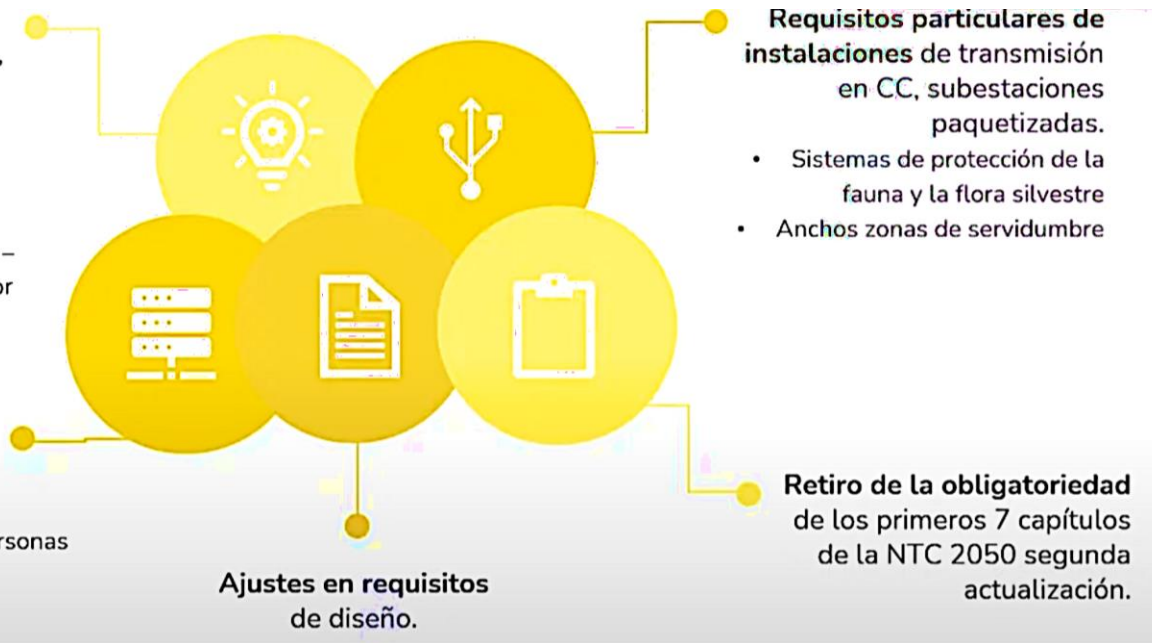 Requisitos particulares de
instalaciones de transmisión
en CC, subestaciones
paquetizadas.
• Sistemas de protección de la
fauna y la flora silvestre
• Anchos zonas de servidumbre
–
or
rsonas
Ajustes en requisitos
de diseño.
Retiro de la obligatoriedad
de los primeros 7 capítulos
de la NTC 2050 segunda
actualización.